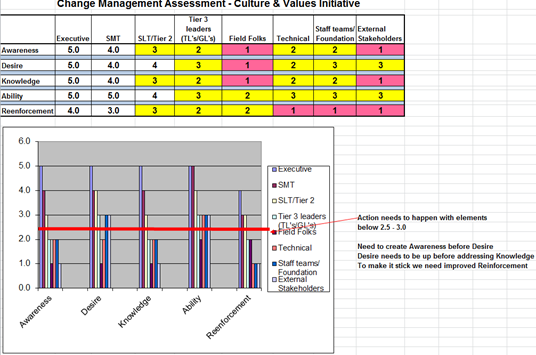 Change Management Assessment - Culture & Values Initiative
Executive SMT SLT/Tier 2 Tier 3 leaders (TL's/GL's) Field Folks Technical Staff teams/ Foundation External Stakeholders
Awareness 5.0 4.0 3 2 1 2 2 1
Desire 5.0 4.0 4 3 1 2 3 3
Knowledge 5.0 4.0 3 2 1 2 2 1
Ability 5.0 5.0 4 3 2 3 3 3
Reenforcement 4.0 3.0 3 2 2 1 1 1
6.0
5.0
4.0
3.0
2.0
1.0
0.0
Awareness
Desire
Knowledge
Ability
Reenforcement
Executive
SMT
SLT/Tier 2
Tier 3 leaders
(TL's/GL's)
Field Folks
Technical
Staff teams/
Foundation
External
Stakeholders
Action needs to happen with elements
below 2.5 - 3.0
Need to create Awareness before Desire
Desire needs to be up before addressing Knowledge
To make it stick we need improved Reinforcement